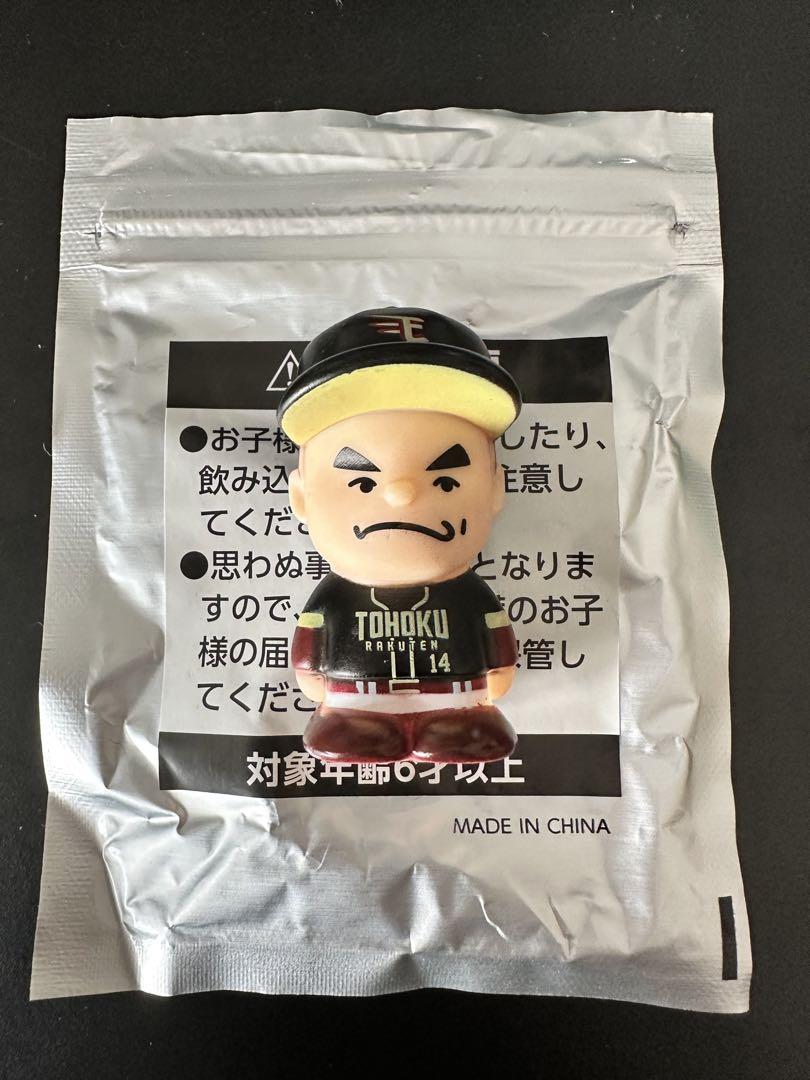 ●お子様 したり、
飲み込 注意し
てくださ
●思わぬ事 となりま
すので、 のお子
様の届 保管し
てくださ
TOHOKU
RAKUTEN
14
対象年齢6才以上
MADE IN CHINA